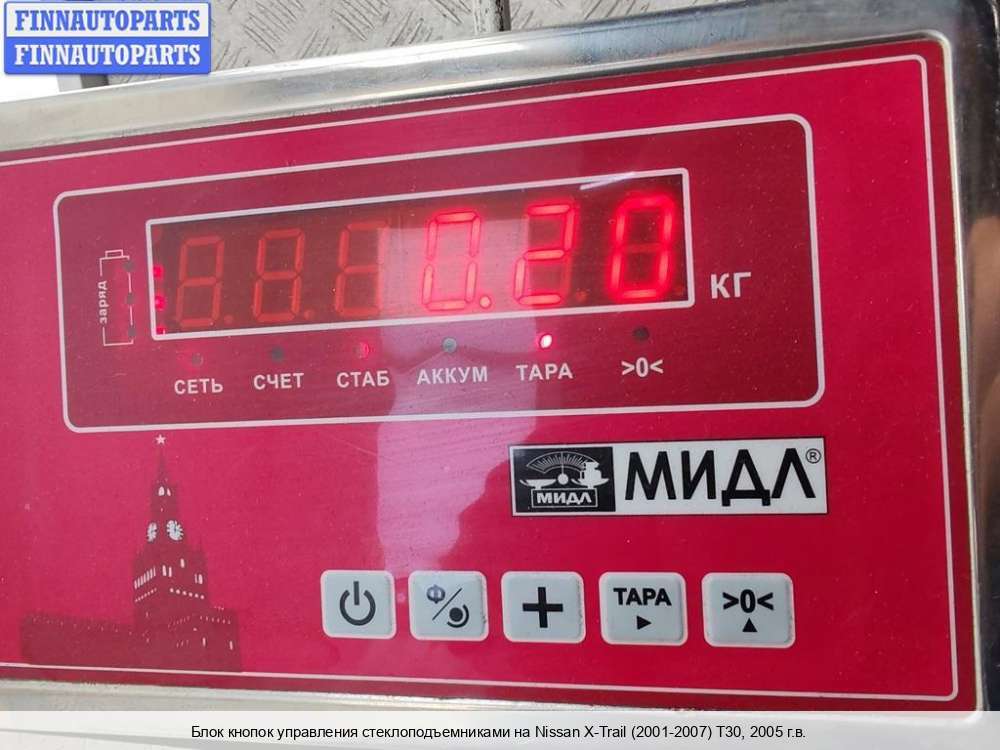 FINNAUTOPARTS
FINNAUTOPARTS
заряд
0.20
КГ
СЕТЬ СЧЕТ СТАБ АККУМ ТАРА >0<
МИДЛ МИДЛ®
Ф
ТАРА
>0<
Блок кнопок управления стеклоподъемниками на Nissan X-Trail (2001-2007) T30, 2005 г.в.